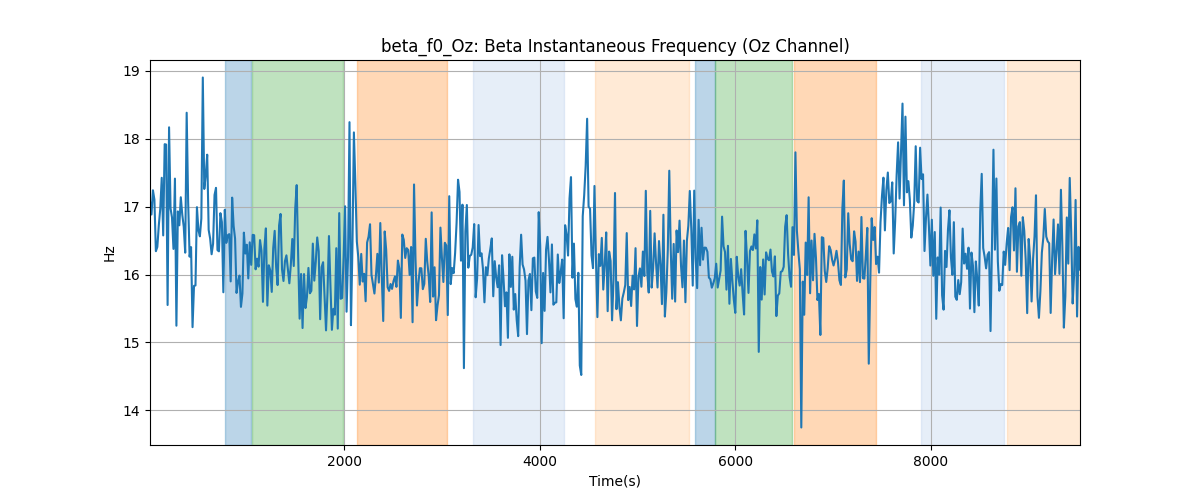 beta_f0_Oz: Beta Instantaneous Frequency (Oz Channel)
19
18
17
16
15
14
Hz
2000 4000 6000 8000
Time(s)